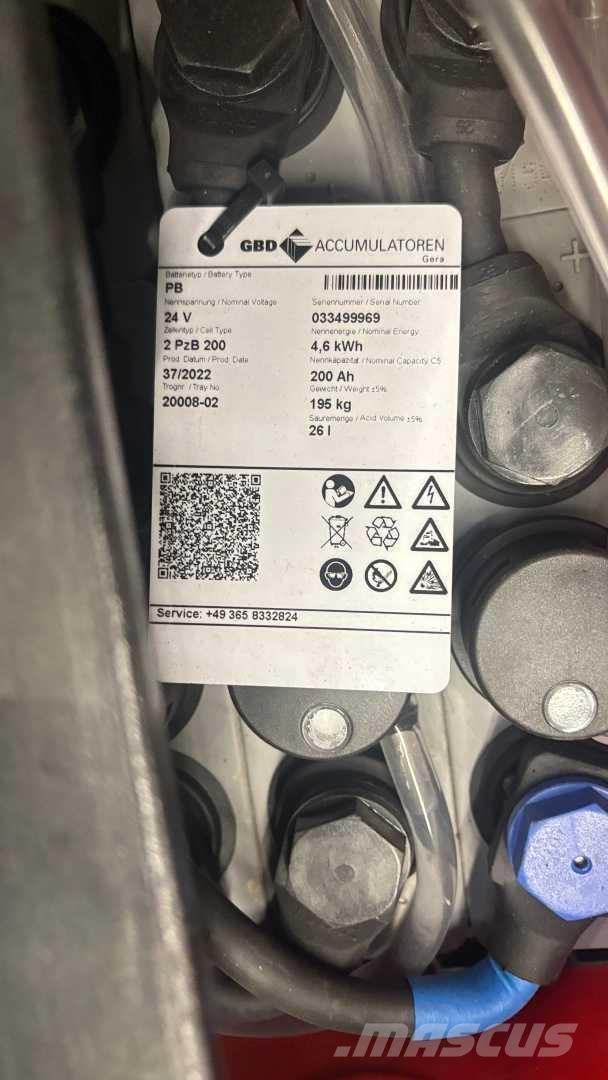 GBD ACCUMULATOREN
Gera
Batterietyp / Battery Type
PB
Nennspannung / Nominal Voltage
24 V
Zellentyp / Cell Type
2 PzB 200
Prod. Datum / Prod. Date
37/2022
Trognr. / Tray No.
20008-02
Seriennummer / Serial Number
033499969
Nennenergie / Nominal Energy
4,6 kWh
Nennkapazität / Nominal Capacity C5
200 Ah
Gewicht / Weight ±5%
195 kg
Säuremenge / Acid Volume ±5%
26 l
Service: +49 365 8332824
MASCUS